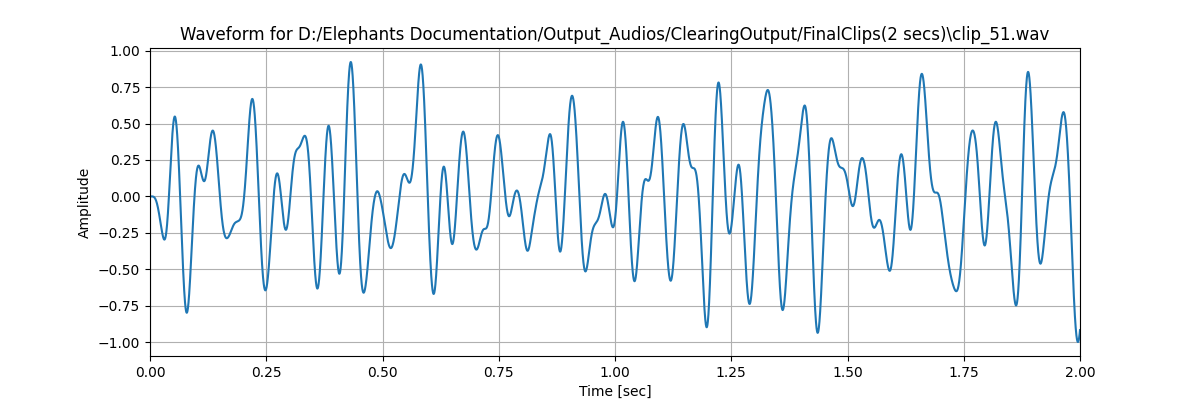 Waveform for D:/Elephants Documentation/Output_Audios/ClearingOutput/FinalClips(2 secs)\clip_51.wav
1.00
0.75
0.50
0.25
0.00
−0.25
−0.50
−0.75
−1.00
Amplitude
0.00 0.25 0.50 0.75 1.00 1.25 1.50 1.75 2.00
Time [sec]